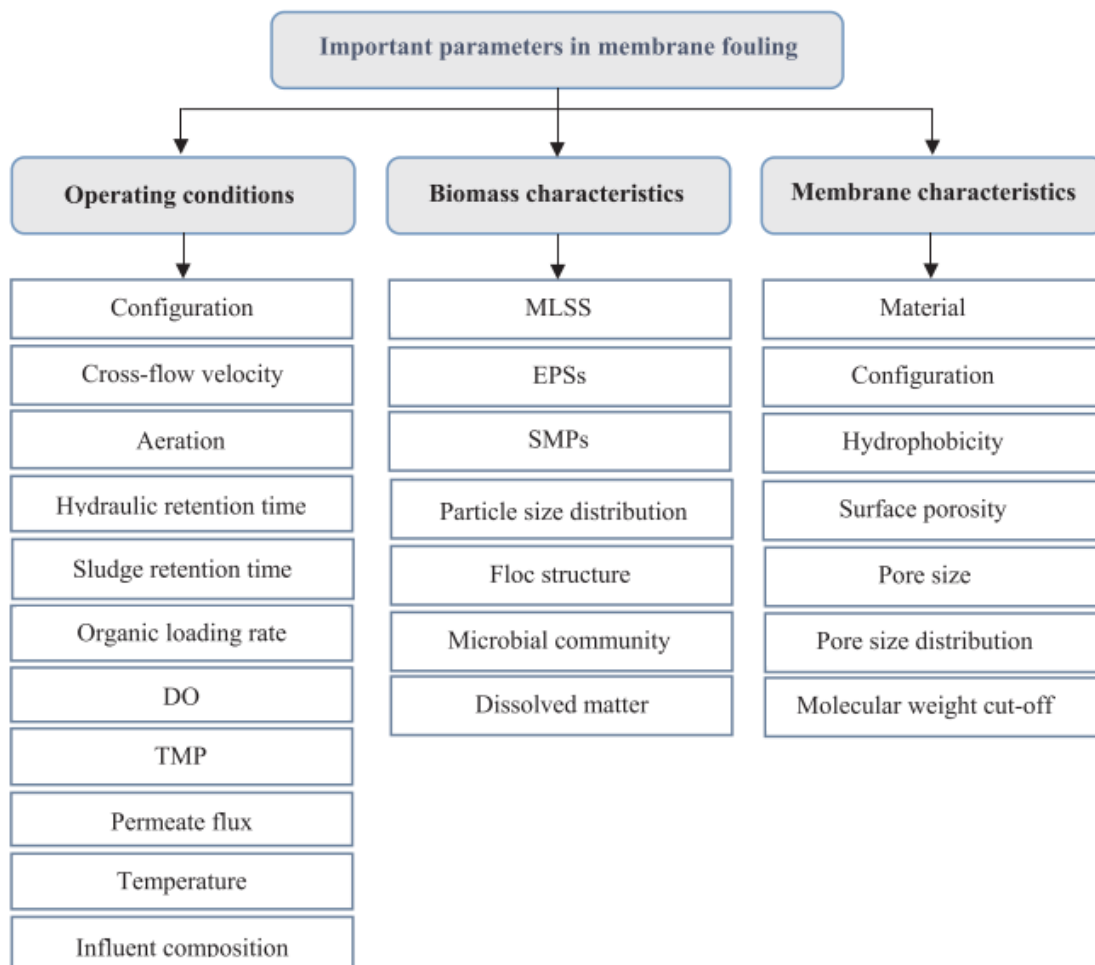 Important parameters in membrane fouling
Operating conditions
Biomass characteristics
Membrane characteristics
Configuration
Cross-flow velocity
Aeration
Hydraulic retention time
Sludge retention time
Organic loading rate
DO
TMP
Permeate flux
Temperature
Influent composition
MLSS
EPSs
SMPs
Particle size distribution
Floc structure
Microbial community
Dissolved matter
Material
Configuration
Hydrophobicity
Surface porosity
Pore size
Pore size distribution
Molecular weight cut-off